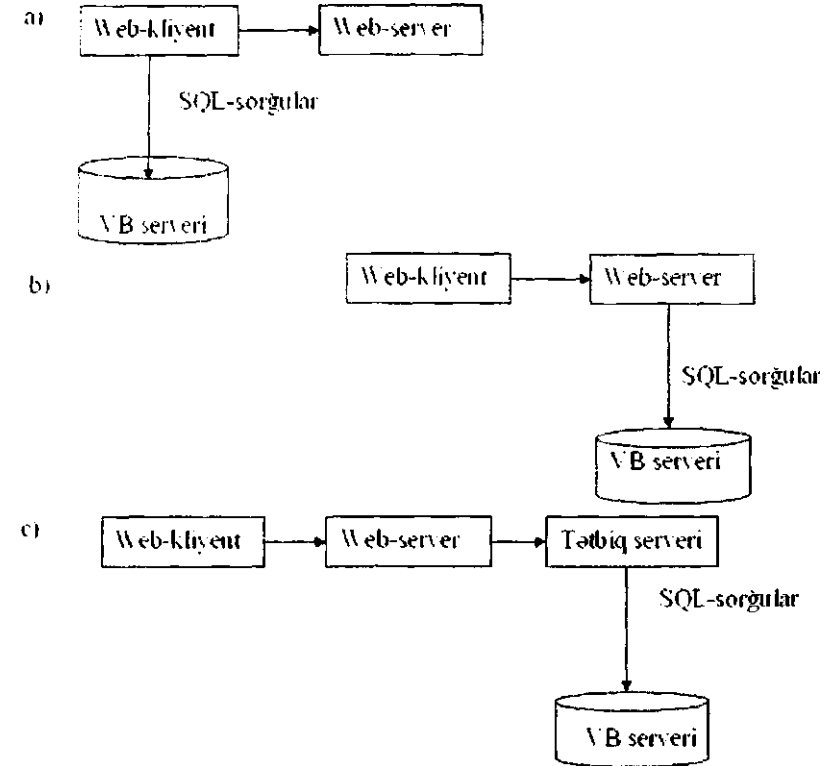 a) Web-kliyent Web-server
SQL-sorğular
VB serveri
b) Web-kliyent Web-server
SQL-sorğular
VB serveri
c) Web-kliyent Web-server Tətbiq serveri
SQL-sorğular
VB serveri